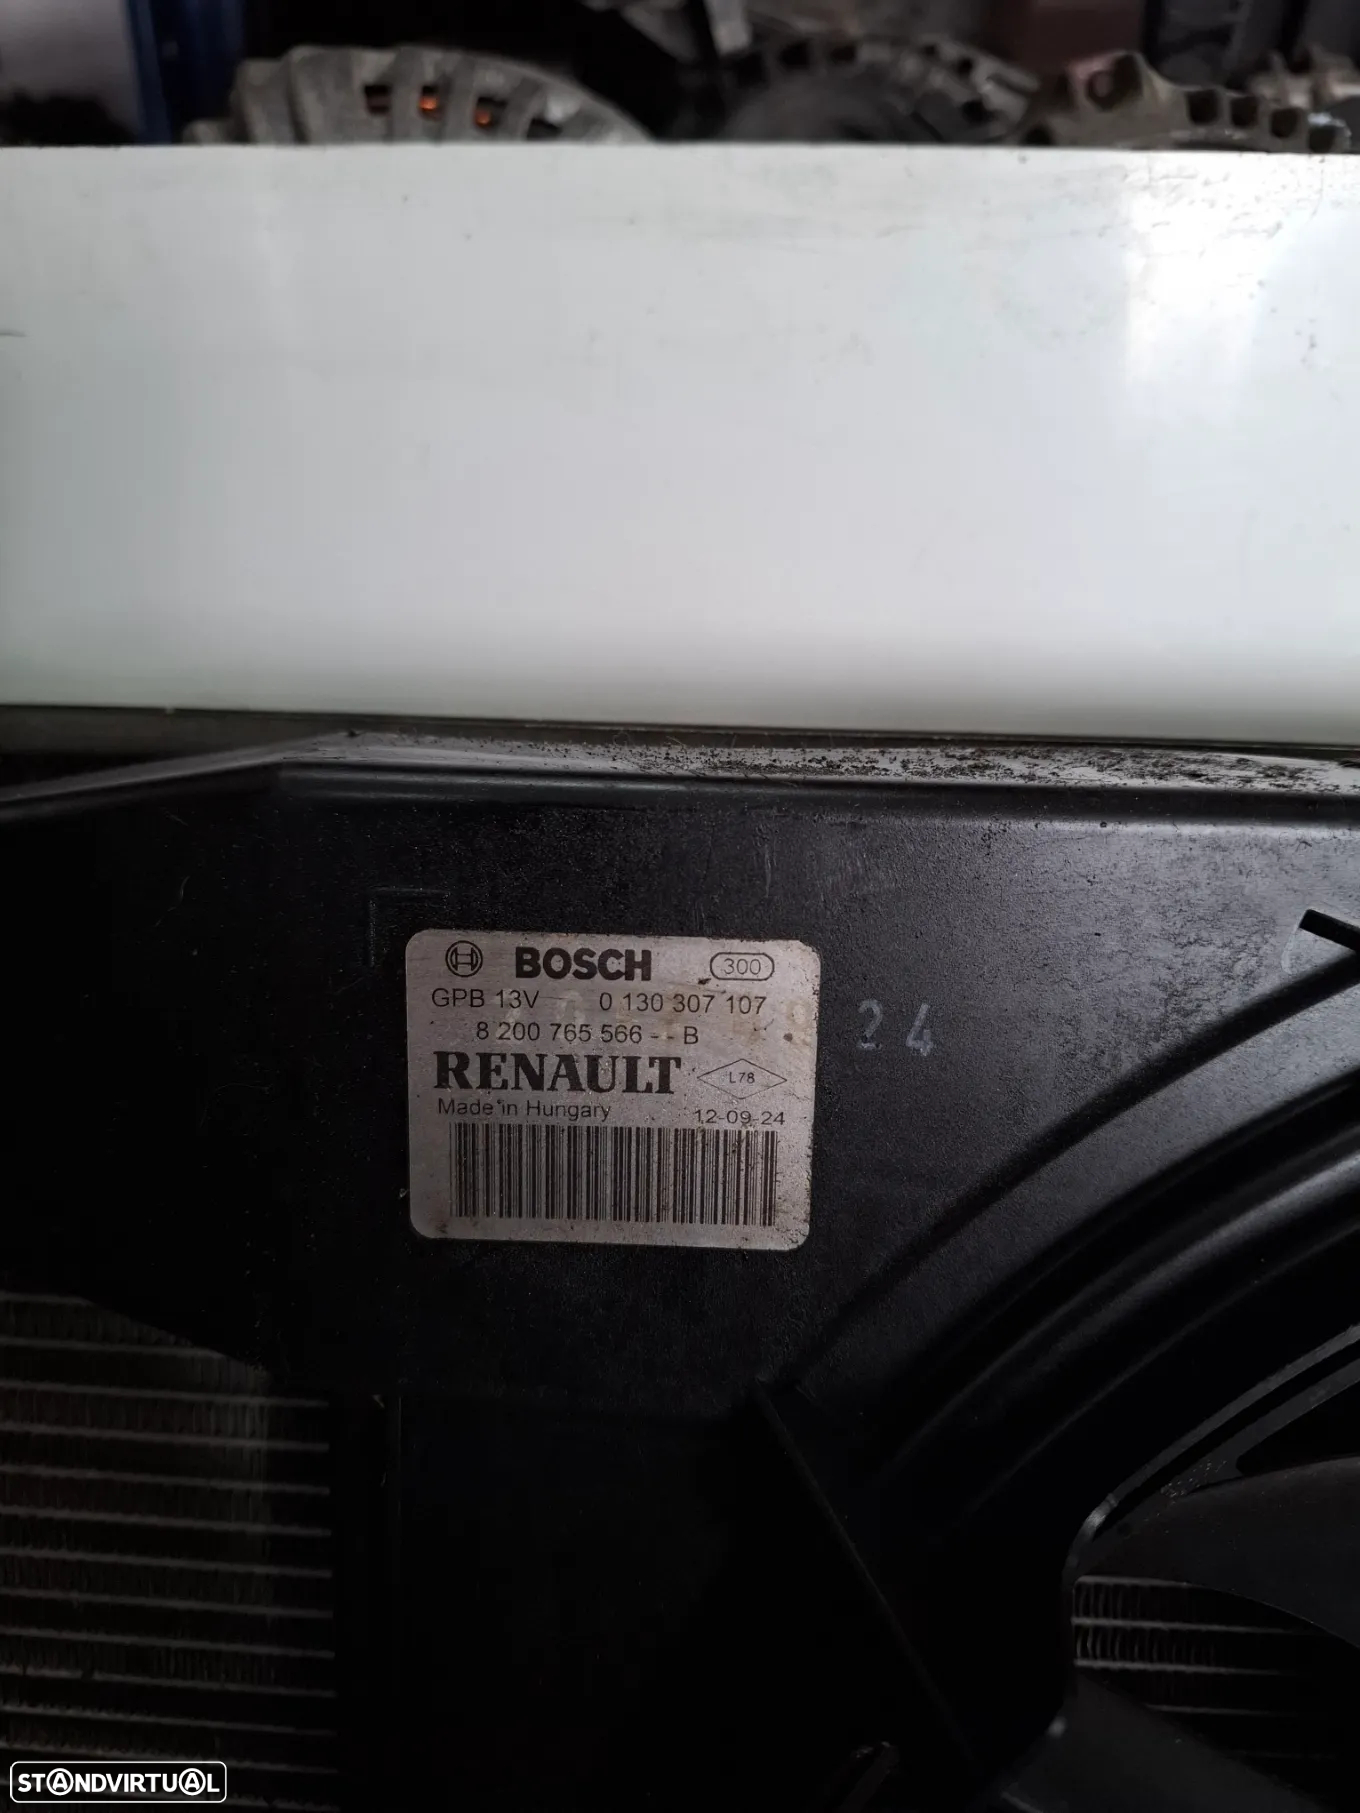 BOSCH 300
GPB 13V 0 130 307 107
8 200 765 566 - - B
RENAULT L78
Made in Hungary 12-09-24
24
STANDVIRTUAL